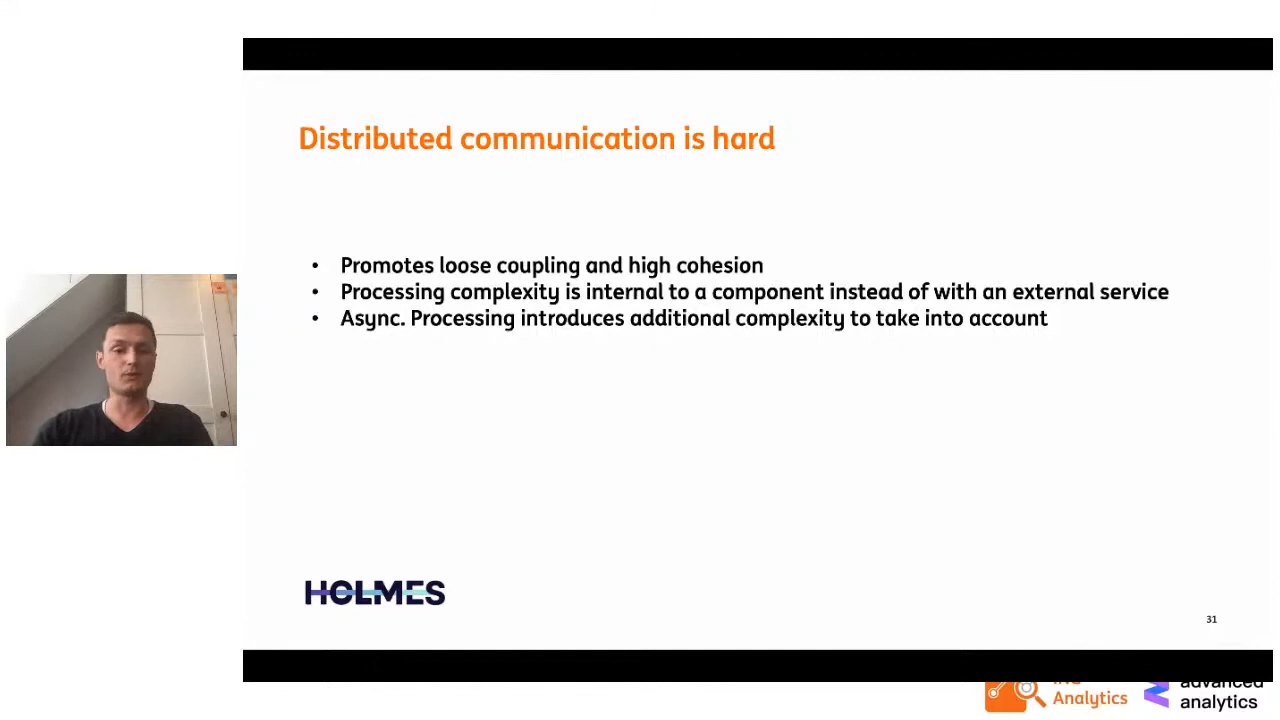 Distributed communication is hard
• Promotes loose coupling and high cohesion
• Processing complexity is internal to a component instead of with an external service
• Async. Processing introduces additional complexity to take into account
HOLMES
31
ING
Analytics
advanced
analytics